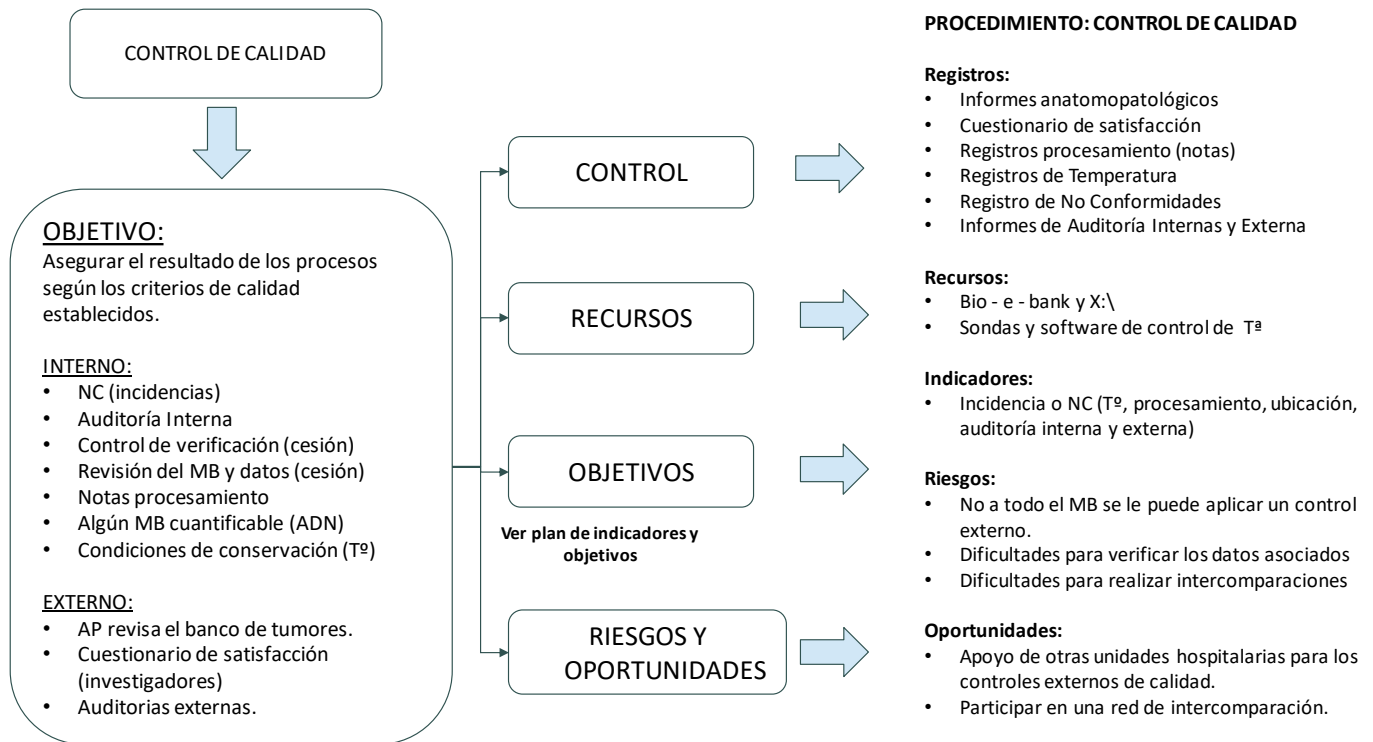 CONTROL DE CALIDAD
OBJETIVO:
Asegurar el resultado de los procesos
según los criterios de calidad
establecidos.
INTERNO:
• NC (incidencias)
• Auditoría Interna
• Control de verificación (cesión)
• Revisión del MB y datos (cesión)
• Notas procesamiento
• Algún MB cuantificable (ADN)
• Condiciones de conservación (Tº)
EXTERNO:
• AP revisa el banco de tumores.
• Cuestionario de satisfacción
(investigadores)
• Auditorias externas.
CONTROL
RECURSOS
OBJETIVOS
Ver plan de indicadores y
objetivos
RIESGOS Y
OPORTUNIDADES
PROCEDIMIENTO: CONTROL DE CALIDAD
Registros:
• Informes anatomopatológicos
• Cuestionario de satisfacción
• Registros procesamiento (notas)
• Registros de Temperatura
• Registro de No Conformidades
• Informes de Auditoría Internas y Externa
Recursos:
• Bio - e - bank y X:\
• Sondas y software de control de Tª
Indicadores:
• Incidencia o NC (Tº, procesamiento, ubicación,
auditoría interna y externa)
Riesgos:
• No a todo el MB se le puede aplicar un control
externo.
• Dificultades para verificar los datos asociados
• Dificultades para realizar intercomparaciones
Oportunidades:
• Apoyo de otras unidades hospitalarias para los
controles externos de calidad.
• Participar en una red de intercomparación.